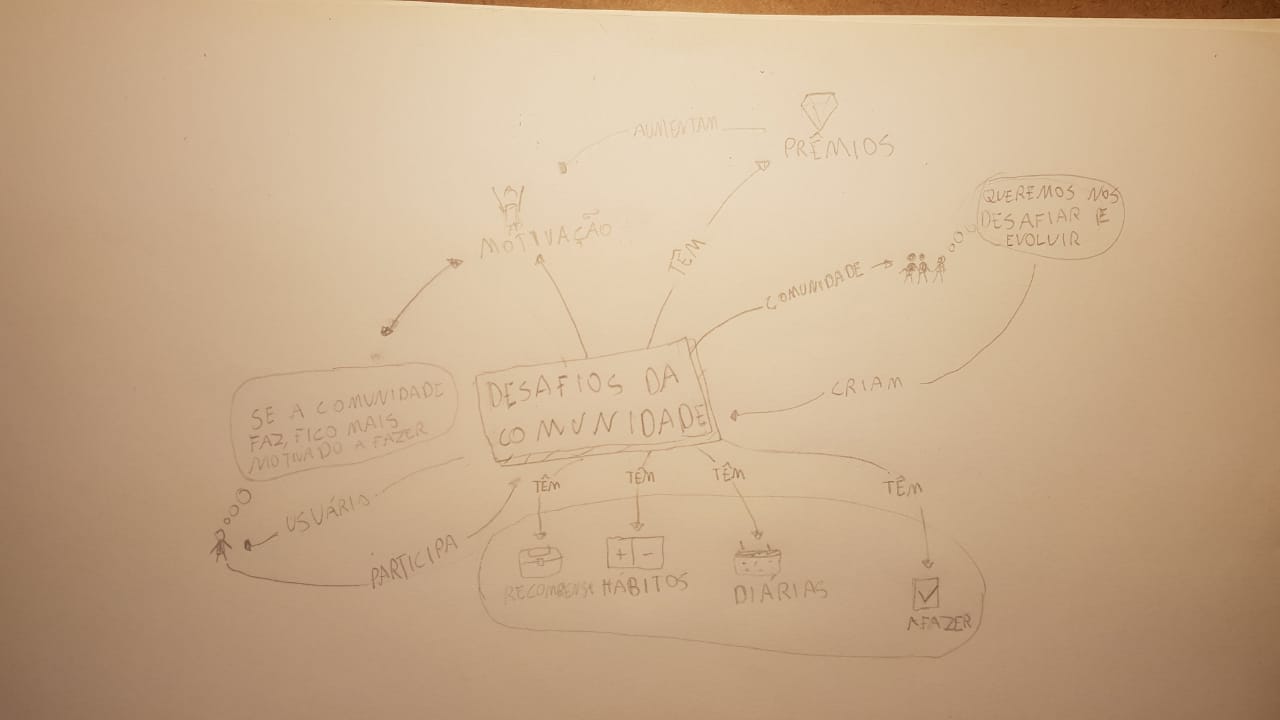 AUMENTAM
PRÊMIOS
MOTIVAÇÃO
TÊM
COMUNIDADE
QUEREMOS NOS
DESAFIAR E
EVOLUIR
CRIAM
DESAFIOS DA
COMUNIDADE
SE A COMUNIDADE
FAZ, FICO MAIS
MOTIVADO A FAZER
USUÁRIO
PARTICIPA
TÊM
TÊM
TÊM
TÊM
+ -
HÁBITOS
DIÁRIAS
AFAZER